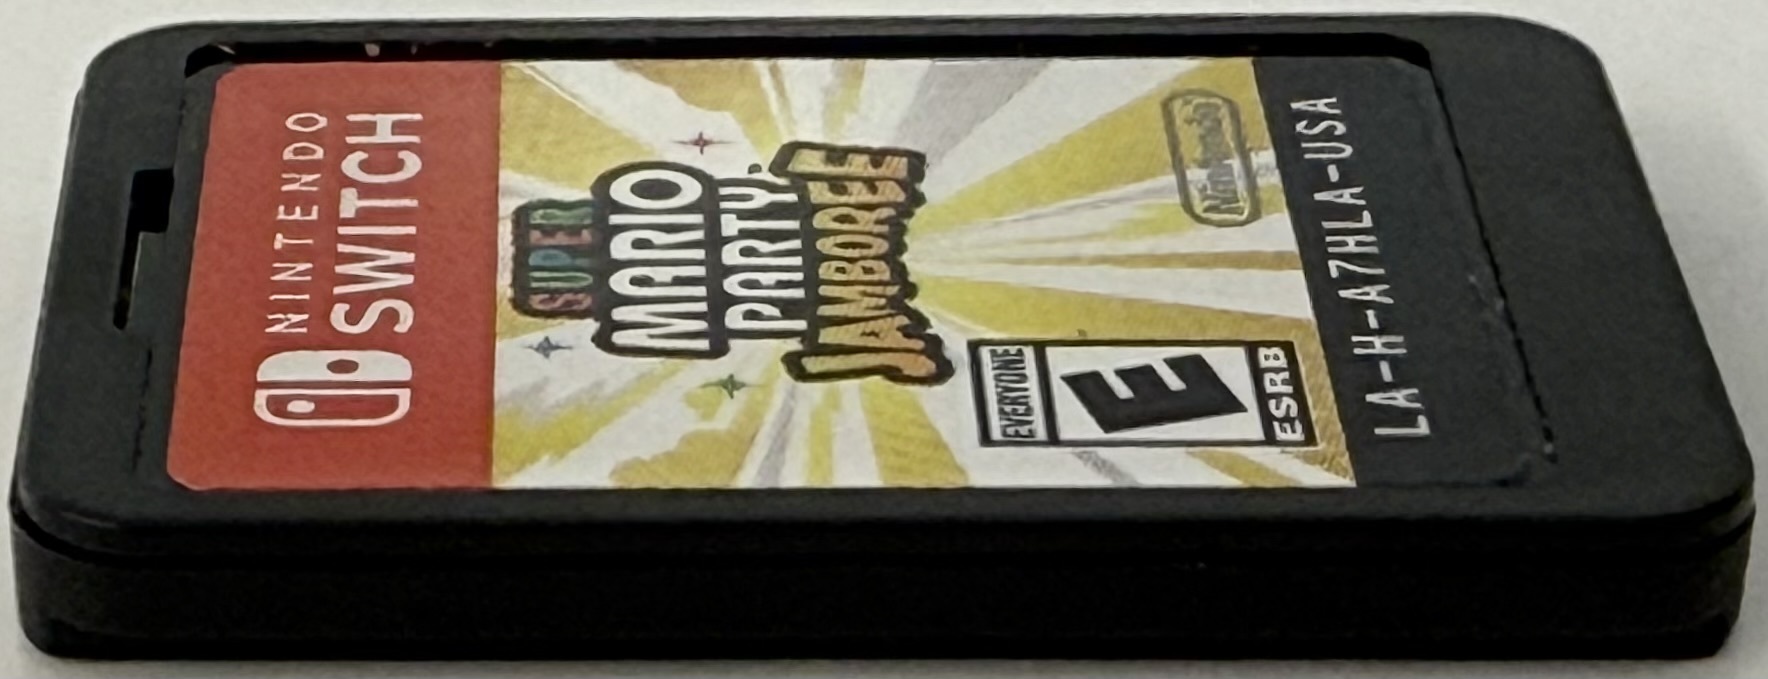 NINTENDO
SWITCH
SUPER
MARIO
PARTY
JAMBOREE
Nintendo
EVERYONE
E
ESRB
LA-H-A7HLA-USA